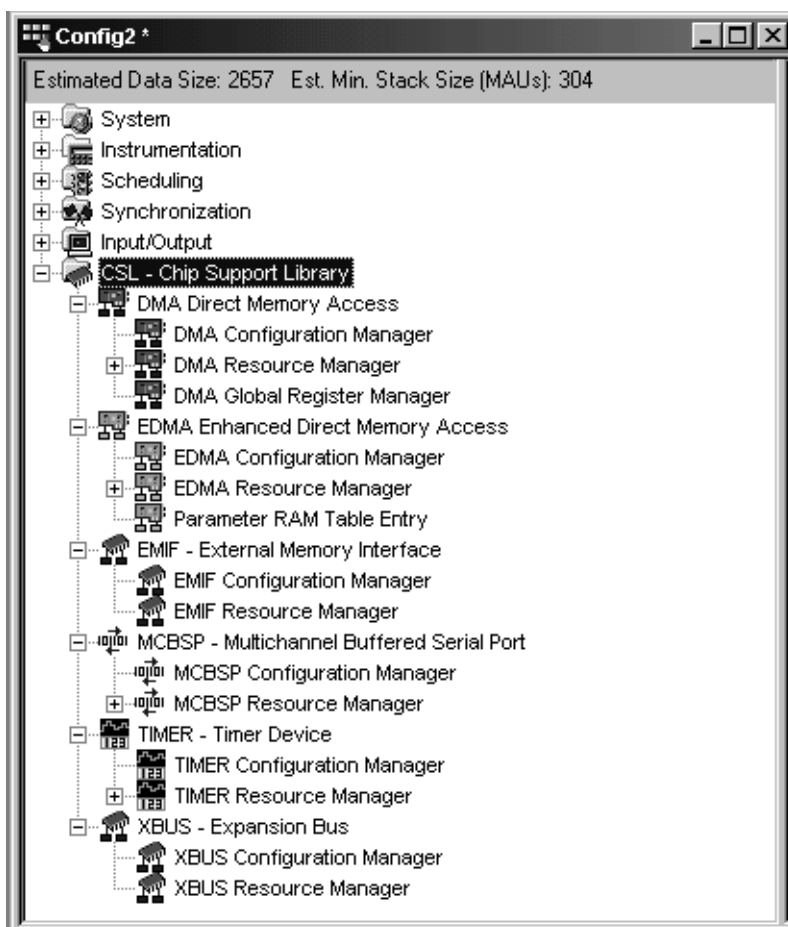 Config2 *
Estimated Data Size: 2657 Est. Min. Stack Size (MAUs): 304
System
Instrumentation
Scheduling
Synchronization
Input/Output
CSL - Chip Support Library
DMA Direct Memory Access
DMA Configuration Manager
DMA Resource Manager
DMA Global Register Manager
EDMA Enhanced Direct Memory Access
EDMA Configuration Manager
EDMA Resource Manager
Parameter RAM Table Entry
EMIF - External Memory Interface
EMIF Configuration Manager
EMIF Resource Manager
MCBSP - Multichannel Buffered Serial Port
MCBSP Configuration Manager
MCBSP Resource Manager
TIMER - Timer Device
TIMER Configuration Manager
TIMER Resource Manager
XBUS - Expansion Bus
XBUS Configuration Manager
XBUS Resource Manager